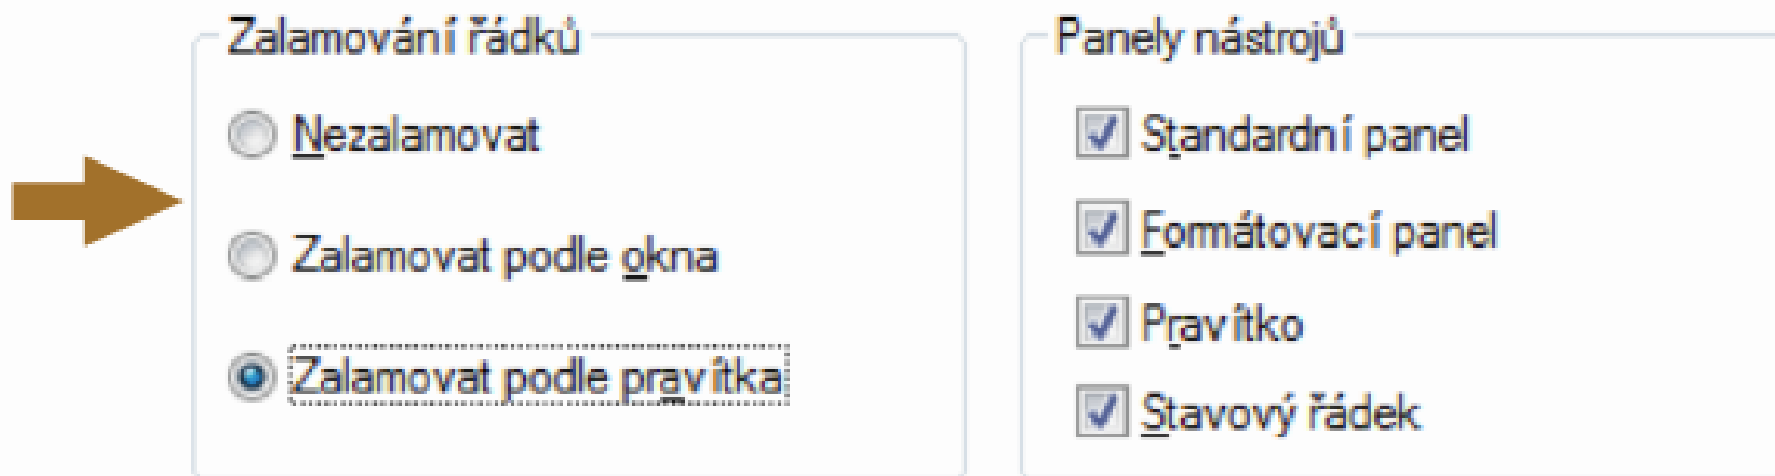 Zalamování řádků
Nezalamovat
Zalamovat podle okna
Zalamovat podle pravítka
Panely nástrojů
Standardní panel
Formátovací panel
Pravítko
Stavový řádek